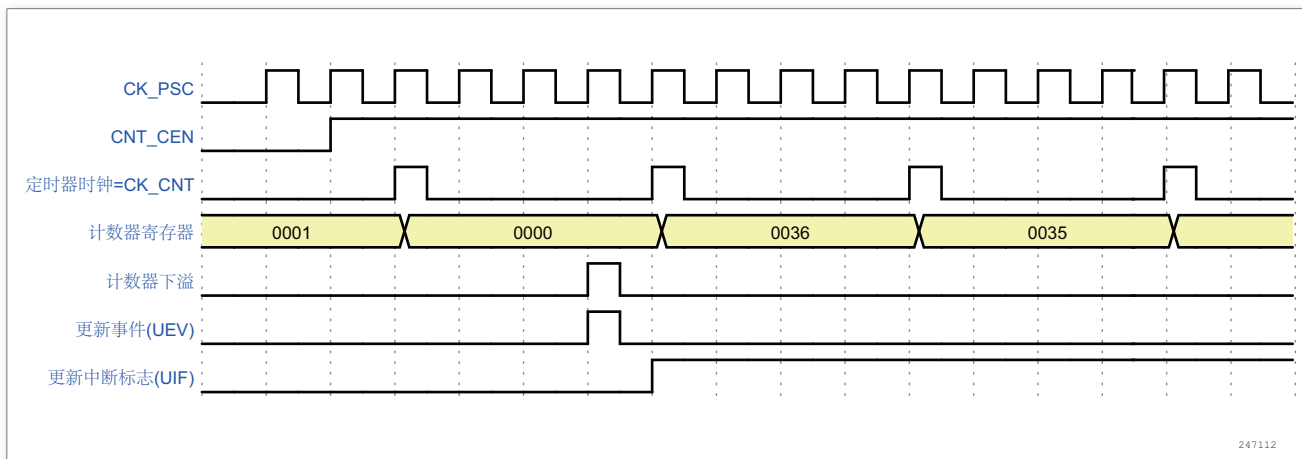 CK_PSC
CNT_CEN
定时器时钟=CK_CNT
计数器寄存器 0001 0000 0036 0035
计数器下溢
更新事件(UEV)
更新中断标志(UIF)
247112